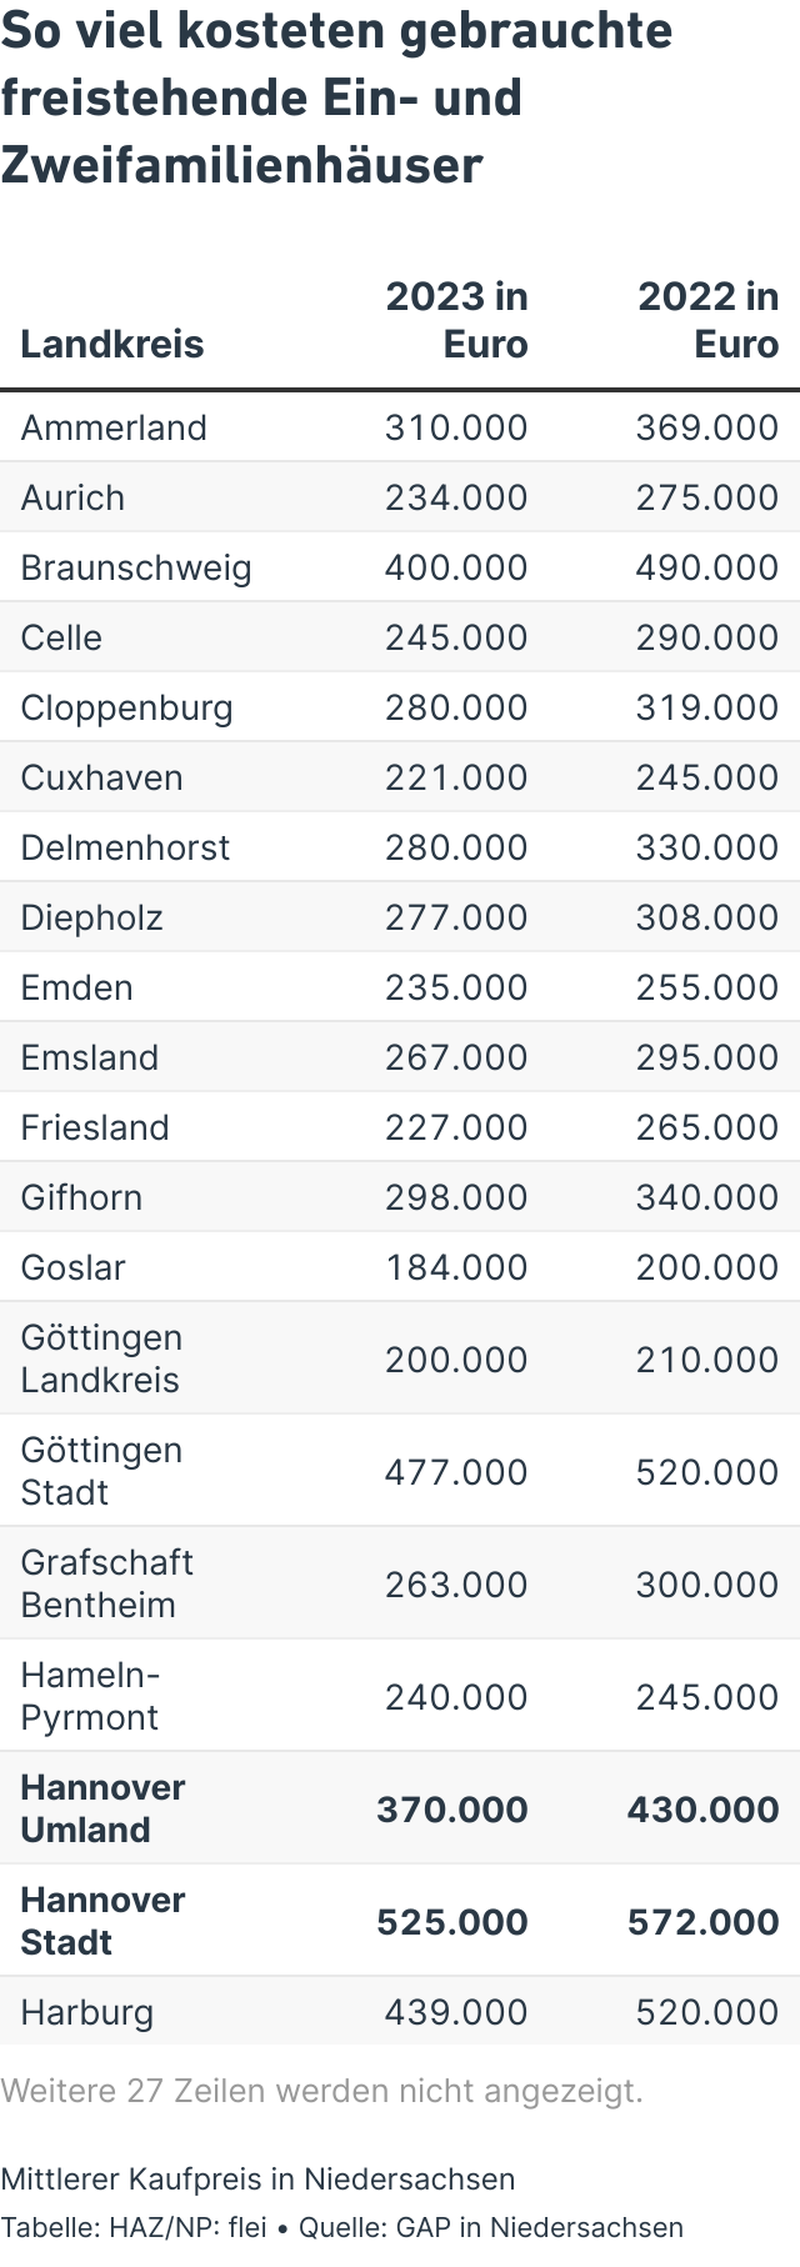 So viel kosteten gebrauchte
freistehende Ein- und
Zweifamilienhäuser
2023 in 2022 in
Landkreis Euro Euro
Ammerland 310.000 369.000
Aurich 234.000 275.000
Braunschweig 400.000 490.000
Celle 245.000 290.000
Cloppenburg 280.000 319.000
Cuxhaven 221.000 245.000
Delmenhorst 280.000 330.000
Diepholz 277.000 308.000
Emden 235.000 255.000
Emsland 267.000 295.000
Friesland 227.000 265.000
Gifhorn 298.000 340.000
Goslar 184.000 200.000
Göttingen
Landkreis 200.000 210.000
Göttingen
Stadt 477.000 520.000
Grafschaft
Bentheim 263.000 300.000
Hameln-
Pyrmont 240.000 245.000
Hannover
Umland 370.000 430.000
Hannover
Stadt 525.000 572.000
Harburg 439.000 520.000
Weitere 27 Zeilen werden nicht angezeigt.
Mittlerer Kaufpreis in Niedersachsen
Tabelle: HAZ/NP: flei • Quelle: GAP in Niedersachsen